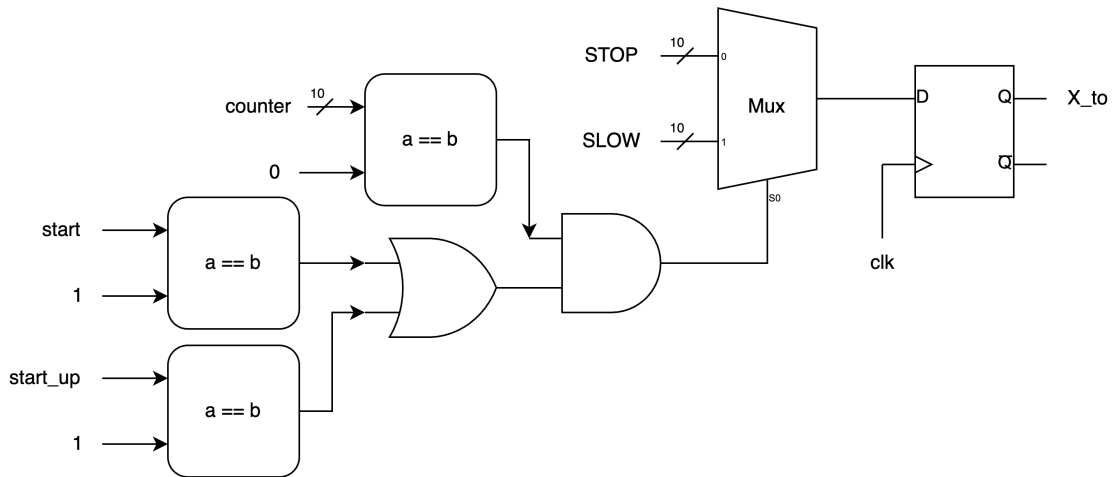 STOP
10
0
Mux
SLOW
10
1
S0
D
Q
Q̅
X_to
clk
counter
10
a == b
0
start
a == b
1
start_up
a == b
1